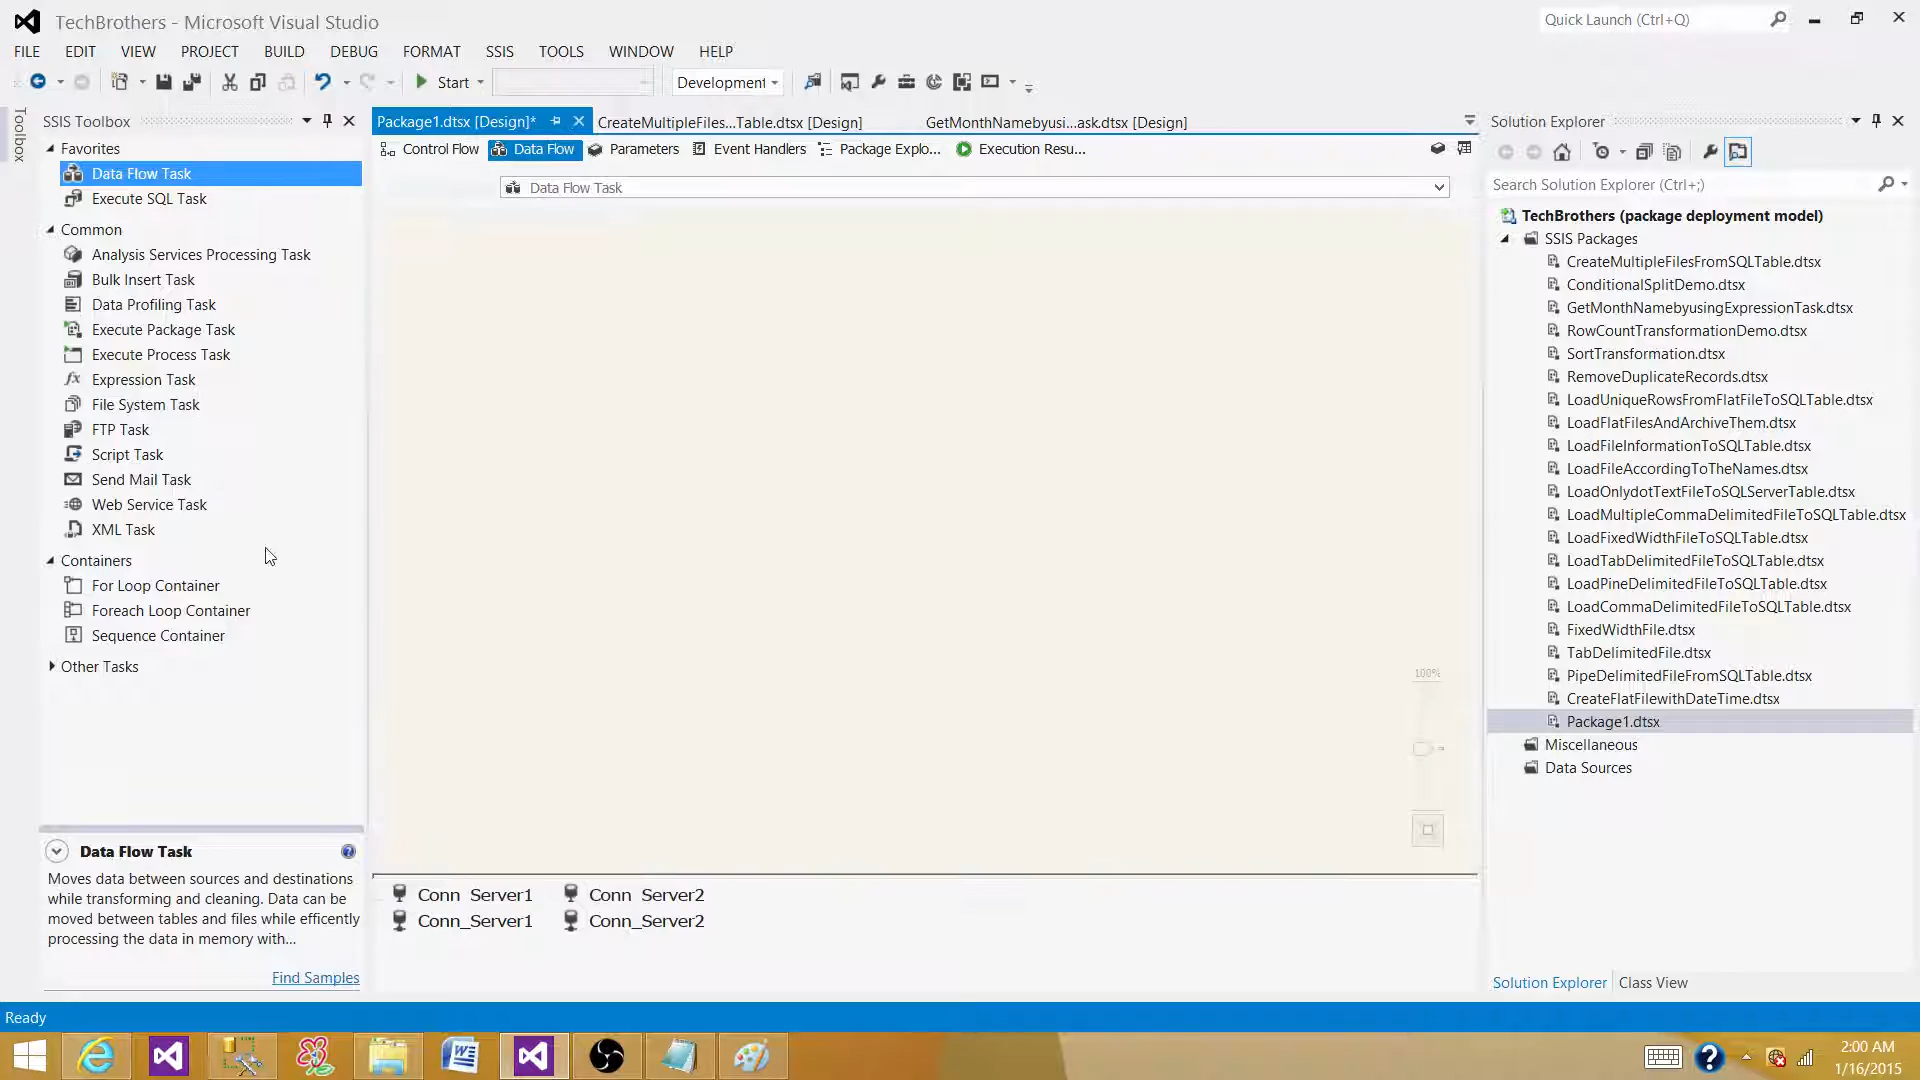 TechBrothers - Microsoft Visual Studio
Quick Launch (Ctrl+Q)
FILE EDIT VIEW PROJECT BUILD DEBUG FORMAT SSIS TOOLS WINDOW HELP
Start Development
Toolbox
SSIS Toolbox
Favorites
Data Flow Task
Execute SQL Task
Common
Analysis Services Processing Task
Bulk Insert Task
Data Profiling Task
Execute Package Task
Execute Process Task
Expression Task
File System Task
FTP Task
Script Task
Send Mail Task
Web Service Task
XML Task
Containers
For Loop Container
Foreach Loop Container
Sequence Container
Other Tasks
Data Flow Task
Moves data between sources and destinations
while transforming and cleaning. Data can be
moved between tables and files while efficently
processing the data in memory with...
Find Samples
Package1.dtsx [Design]* CreateMultipleFiles...Table.dtsx [Design] GetMonthNamebyusi...ask.dtsx [Design]
Control Flow Data Flow Parameters Event Handlers Package Explo... Execution Resu...
Data Flow Task
100%
Conn Server1 Conn Server2
Conn_Server1 Conn_Server2
Solution Explorer
Search Solution Explorer (Ctrl+;)
TechBrothers (package deployment model)
SSIS Packages
CreateMultipleFilesFromSQLTable.dtsx
ConditionalSplitDemo.dtsx
GetMonthNamebyusingExpressionTask.dtsx
RowCountTransformationDemo.dtsx
SortTransformation.dtsx
RemoveDuplicateRecords.dtsx
LoadUniqueRowsFromFlatFileToSQLTable.dtsx
LoadFlatFilesAndArchiveThem.dtsx
LoadFileInformationToSQLTable.dtsx
LoadFileAccordingToTheNames.dtsx
LoadOnlydotTextFileToSQLServerTable.dtsx
LoadMultipleCommaDelimitedFileToSQLTable.dtsx
LoadFixedWidthFileToSQLTable.dtsx
LoadTabDelimitedFileToSQLTable.dtsx
LoadPineDelimitedFileToSQLTable.dtsx
LoadCommaDelimitedFileToSQLTable.dtsx
FixedWidthFile.dtsx
TabDelimitedFile.dtsx
PipeDelimitedFileFromSQLTable.dtsx
CreateFlatFilewithDateTime.dtsx
Package1.dtsx
Miscellaneous
Data Sources
Solution Explorer Class View
Ready
2:00 AM
1/16/2015